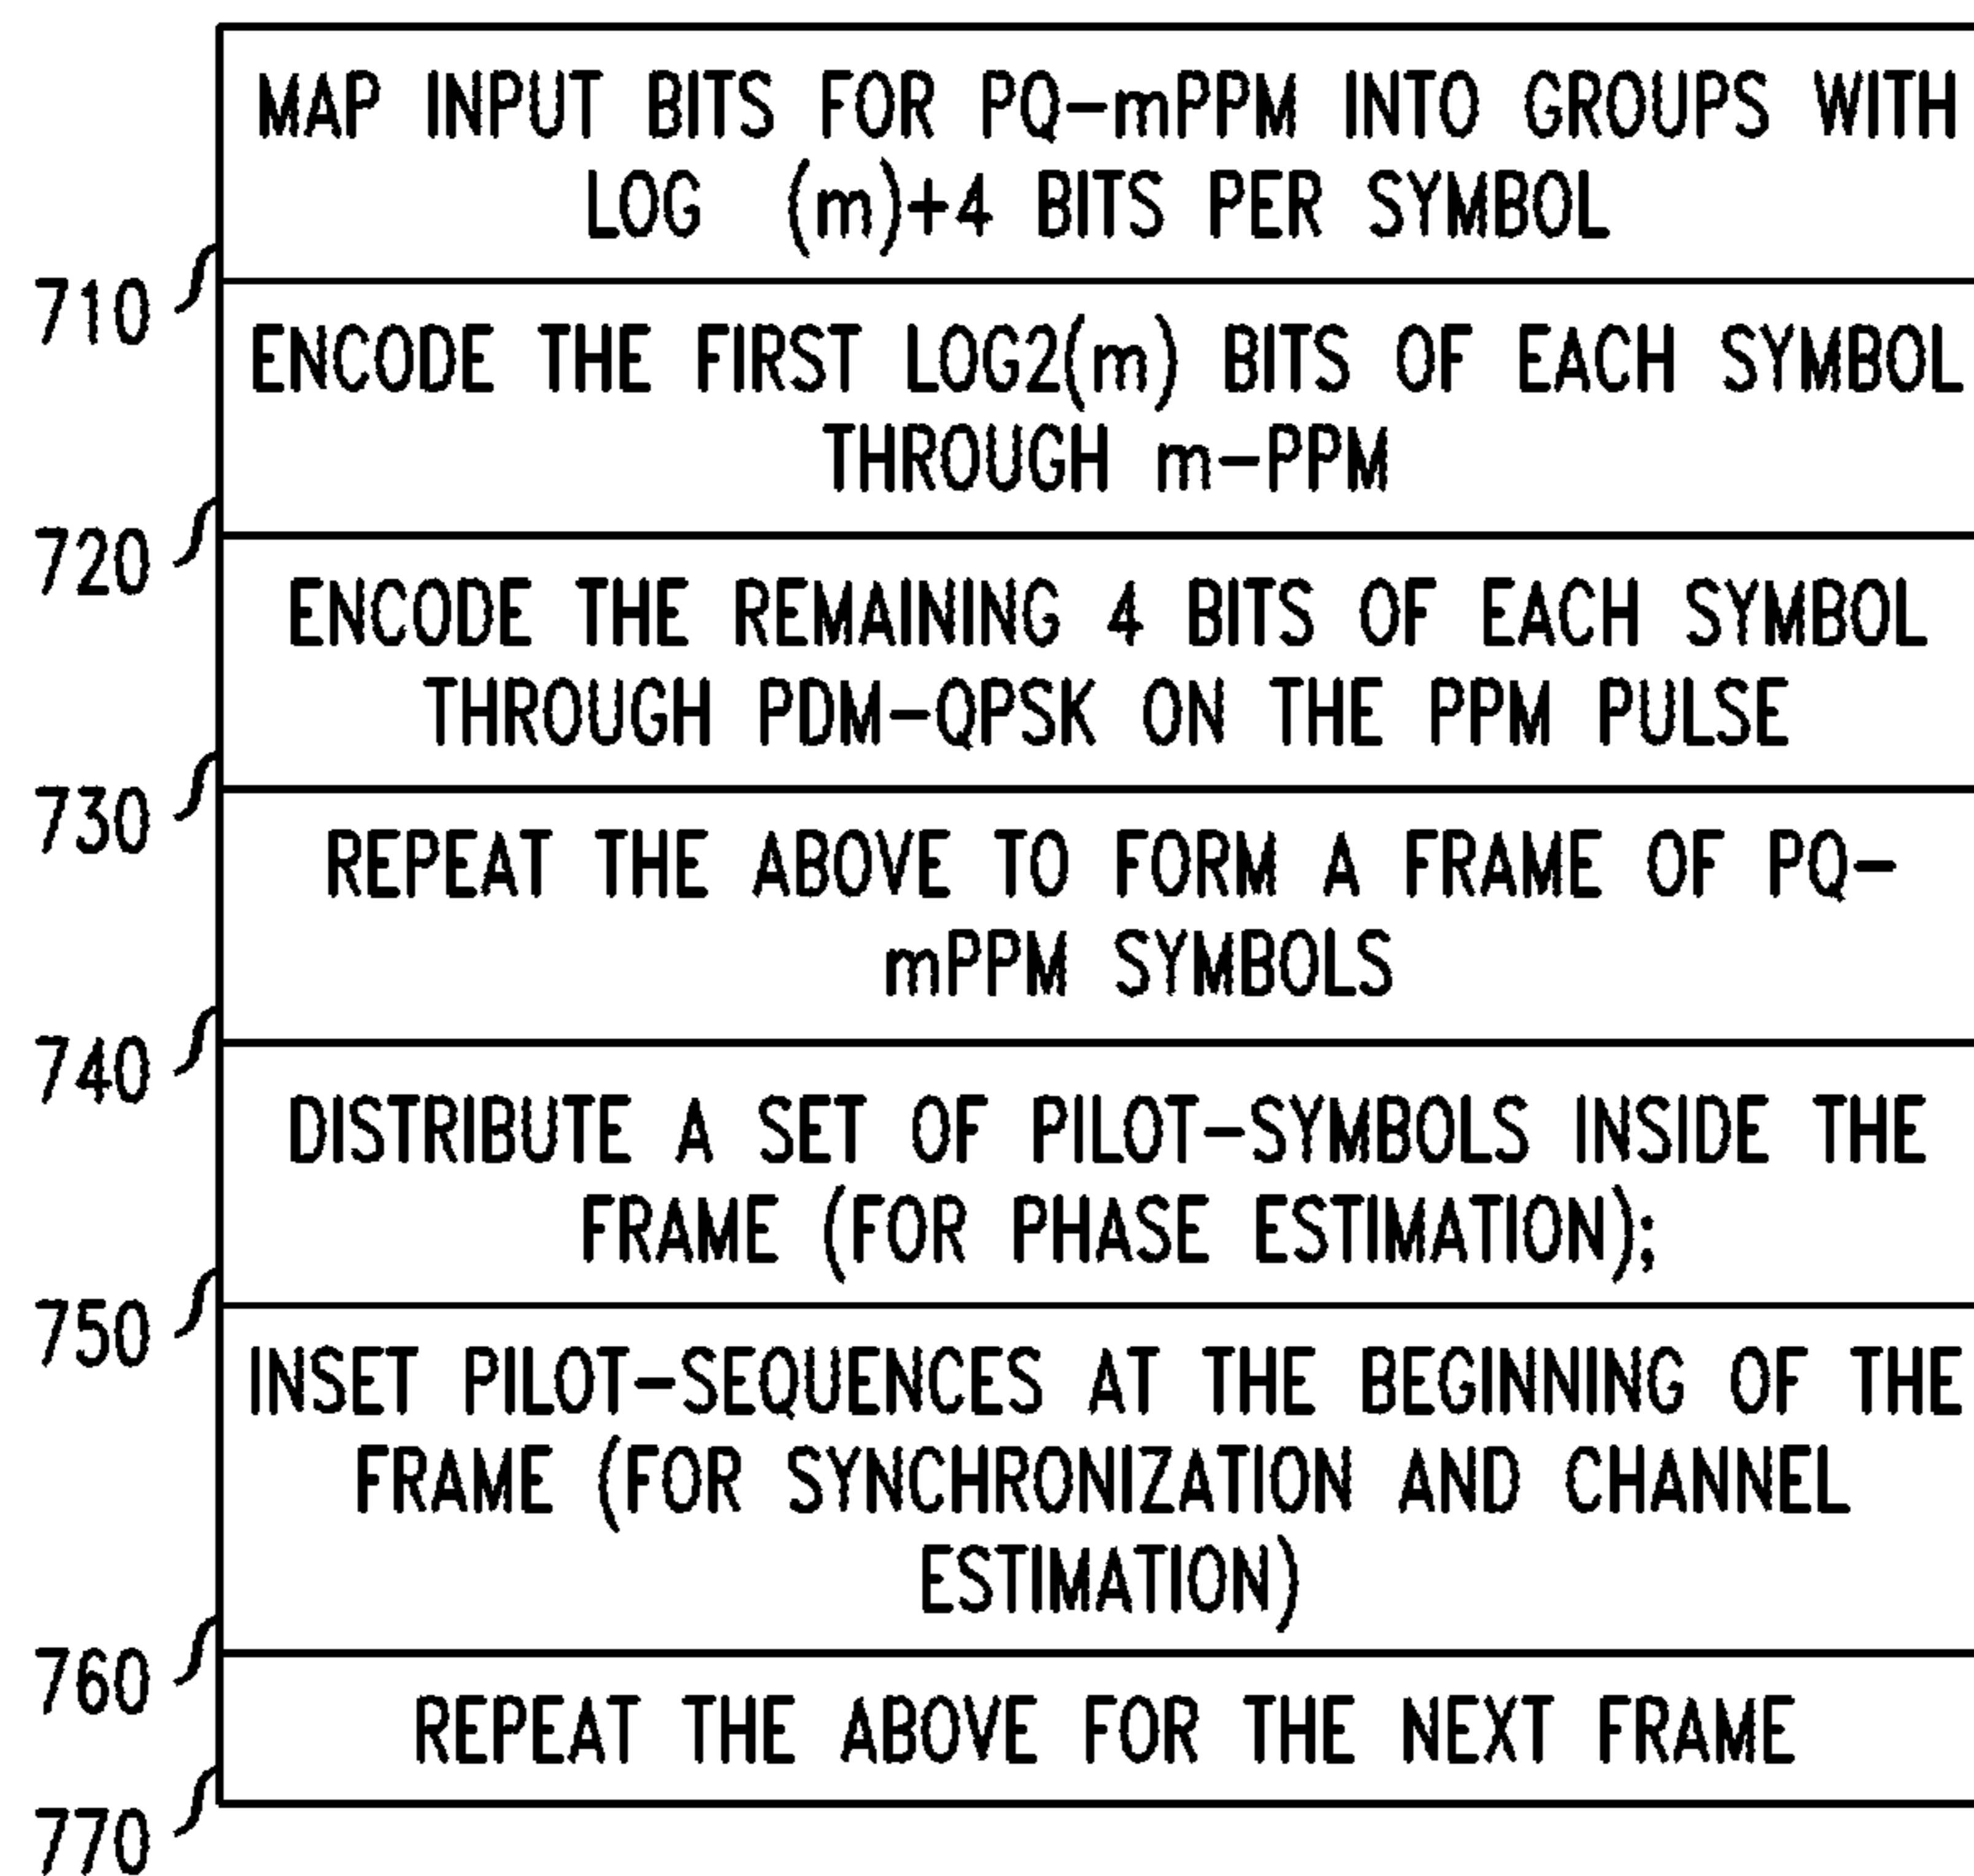 MAP INPUT BITS FOR PQ-mPPM INTO GROUPS WITH
LOG (m)+4 BITS PER SYMBOL
710
ENCODE THE FIRST LOG2(m) BITS OF EACH SYMBOL
THROUGH m-PPM
720
ENCODE THE REMAINING 4 BITS OF EACH SYMBOL
THROUGH PDM-QPSK ON THE PPM PULSE
730
REPEAT THE ABOVE TO FORM A FRAME OF PQ-
mPPM SYMBOLS
740
DISTRIBUTE A SET OF PILOT-SYMBOLS INSIDE THE
FRAME (FOR PHASE ESTIMATION);
750
INSET PILOT-SEQUENCES AT THE BEGINNING OF THE
FRAME (FOR SYNCHRONIZATION AND CHANNEL
ESTIMATION)
760
REPEAT THE ABOVE FOR THE NEXT FRAME
770